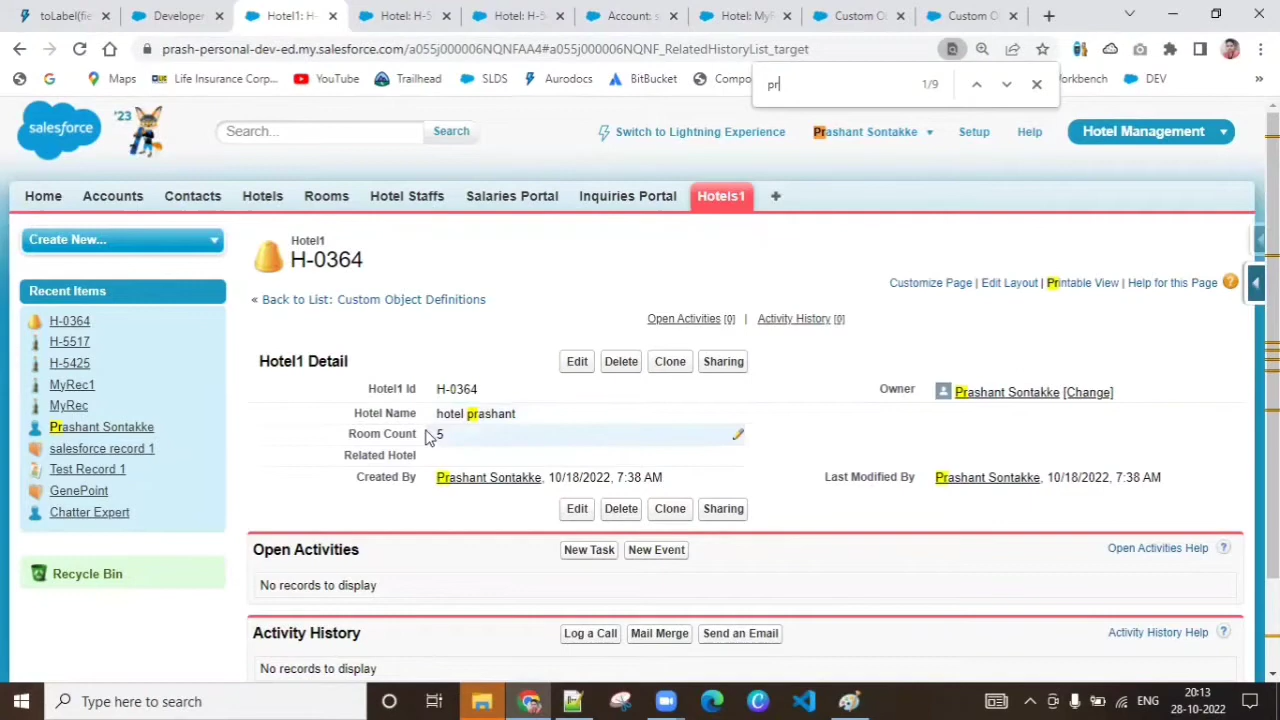 toLabel(fie
Developer
Hotel1: H-
Hotel: H-5
Hotel: H-5
Account: s
Hotel: MyR
Custom O
Custom O
prash-personal-dev-ed.my.salesforce.com/a055j000006NQNFAA4#a055j000006NQNF_RelatedHistoryList_target
Maps
Life Insurance Corp...
YouTube
Trailhead
SLDS
Aurodocs
BitBucket
Compo
orkbench
DEV
»
pr
1/9
salesforce
'23
Search...
Search
Switch to Lightning Experience
Prashant Sontakke
Setup
Help
Hotel Management
Home
Accounts
Contacts
Hotels
Rooms
Hotel Staffs
Salaries Portal
Inquiries Portal
Hotels1
Create New...
Recent Items
H-0364
H-5517
H-5425
MyRec1
MyRec
Prashant Sontakke
salesforce record 1
Test Record 1
GenePoint
Chatter Expert
Recycle Bin
Hotel1
H-0364
Customize Page | Edit Layout | Printable View | Help for this Page
« Back to List: Custom Object Definitions
Open Activities [0] | Activity History [0]
Hotel1 Detail
Edit
Delete
Clone
Sharing
Hotel1 Id H-0364
Owner Prashant Sontakke [Change]
Hotel Name hotel prashant
Room Count 5
Related Hotel
Created By Prashant Sontakke, 10/18/2022, 7:38 AM
Last Modified By Prashant Sontakke, 10/18/2022, 7:38 AM
Edit
Delete
Clone
Sharing
Open Activities
New Task
New Event
Open Activities Help ?
No records to display
Activity History
Log a Call
Mail Merge
Send an Email
Activity History Help ?
No records to display
Type here to search
ENG
20:13
28-10-2022